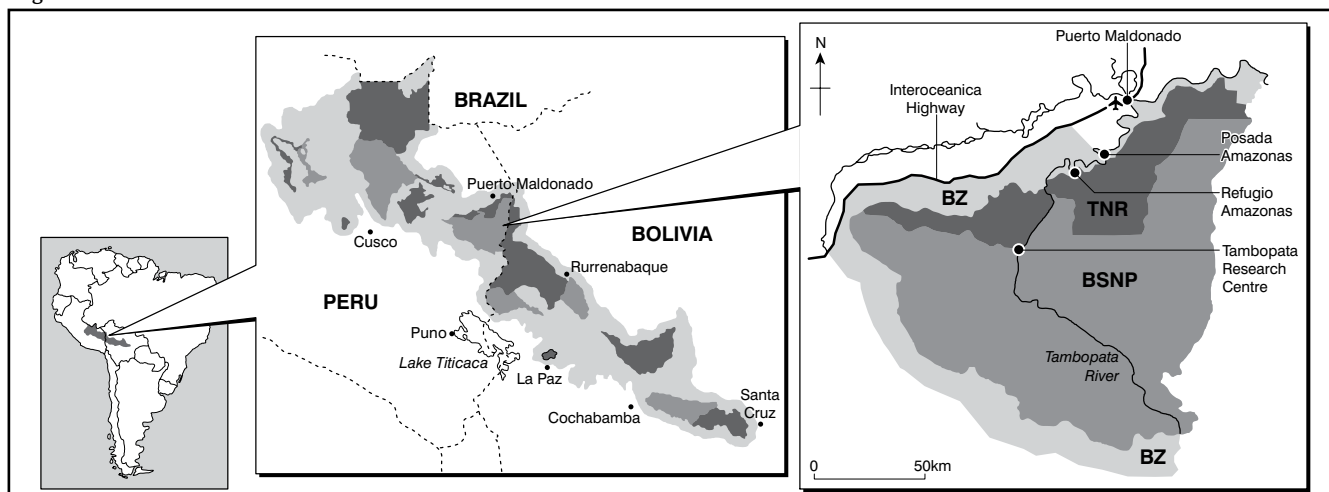 BRAZIL
Puerto Maldonado
Cusco
BOLIVIA
Rurrenabaque
PERU
Puno
Lake Titicaca
La Paz
Cochabamba
Santa
Cruz
N
Puerto Maldonado
Interoceanica
Highway
Posada
Amazonas
BZ
TNR
Refugio
Amazonas
Tambopata
Research
Centre
BSNP
Tambopata
River
BZ
0
50km